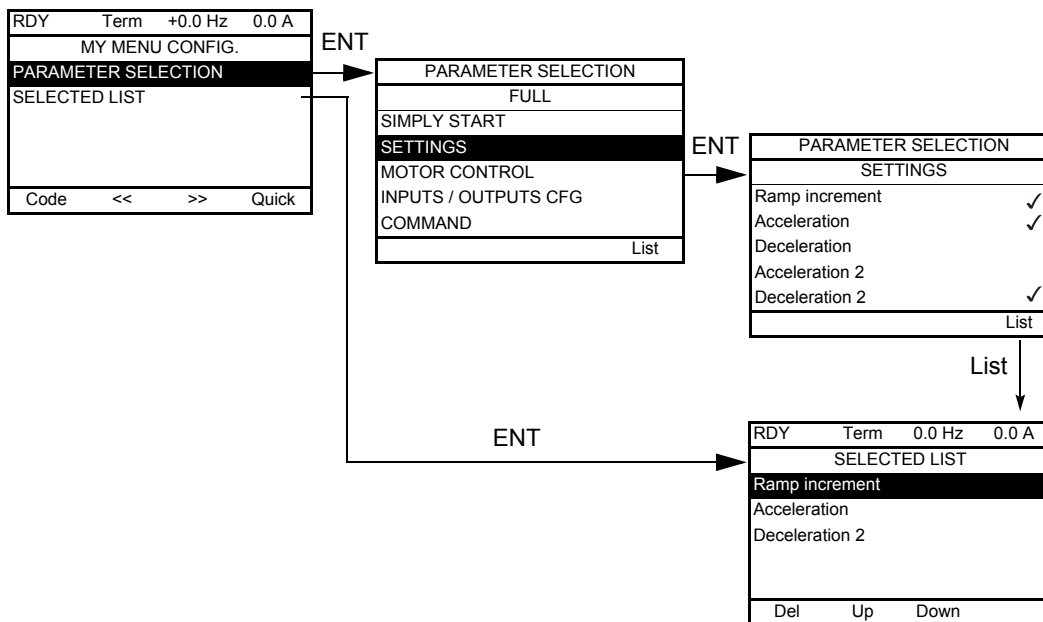 RDY Term +0.0 Hz 0.0 A
MY MENU CONFIG.
PARAMETER SELECTION
SELECTED LIST
Code << >> Quick
ENT
PARAMETER SELECTION
FULL
SIMPLY START
SETTINGS
MOTOR CONTROL
INPUTS / OUTPUTS CFG
COMMAND
List
ENT
PARAMETER SELECTION
SETTINGS
Ramp increment ✓
Acceleration ✓
Deceleration
Acceleration 2
Deceleration 2 ✓
List
List
ENT
RDY Term 0.0 Hz 0.0 A
SELECTED LIST
Ramp increment
Acceleration
Deceleration 2
Del Up Down